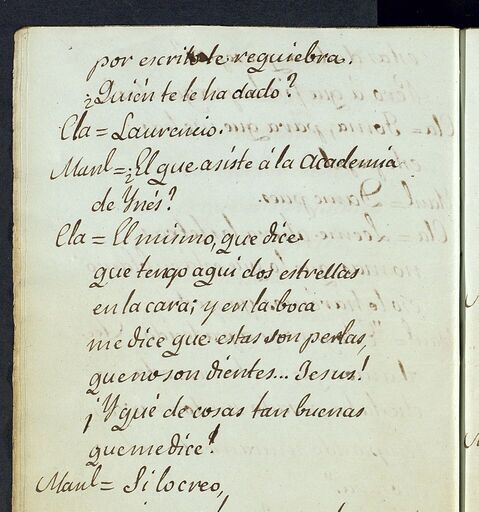 por escrito te requiebra.
¿Quién te le ha dado?
Cla = Laurencio.
Manl = ¿El que asiste á la academia
de Ynés?
Cla = El mismo, que dice
que tengo aqui dos estrellas
en la cara; y en la boca
me dice que estas son perlas,
que no son dientes... Jesus!
¡Y qué de cosas tan buenas
que me dice!
Manl = Si lo creo,